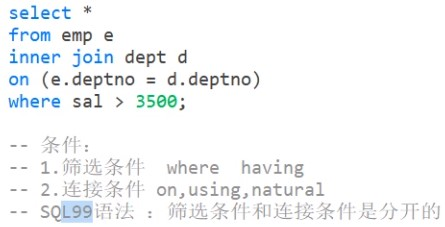 select *
from emp e
inner join dept d
on (e.deptno = d.deptno)
where sal > 3500;
-- 条件：
-- 1.筛选条件  where  having
-- 2.连接条件 on,using,natural
-- SQL99语法 ：筛选条件和连接条件是分开的